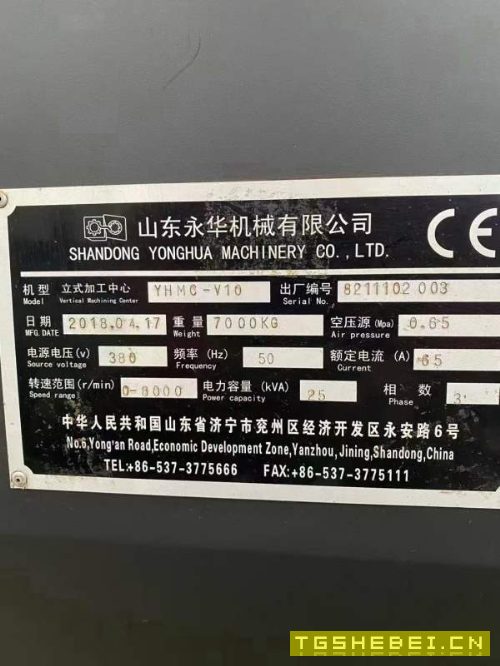 山东永华机械有限公司
SHANDONG YONGHUA MACHINERY CO.,LTD.
CE
机型 立式加工中心 YHMC-V10 出厂编号 8211102 003
Model Vertical Machining Center Serial No.
日期 2018.04.17 重量 7000KG 空压源(Mpa) 0.65
MFG.DATE Weight Air pressure
电源电压(v) 380 频率(Hz) 50 额定电流(A) 65
Source voltage Frequency Current
转速范围(r/min) 0-8000 电力容量(kVA) 25 相数 3
Speed range Power capacity Phase
中华人民共和国山东省济宁市兖州区经济开发区永安路6号
No.6,Yong'an Road,Economic Development Zone,Yanzhou,Jining,Shandong,China
TEL:+86-537-3775666 FAX:+86-537-3775111
TGSHEBEI.CN